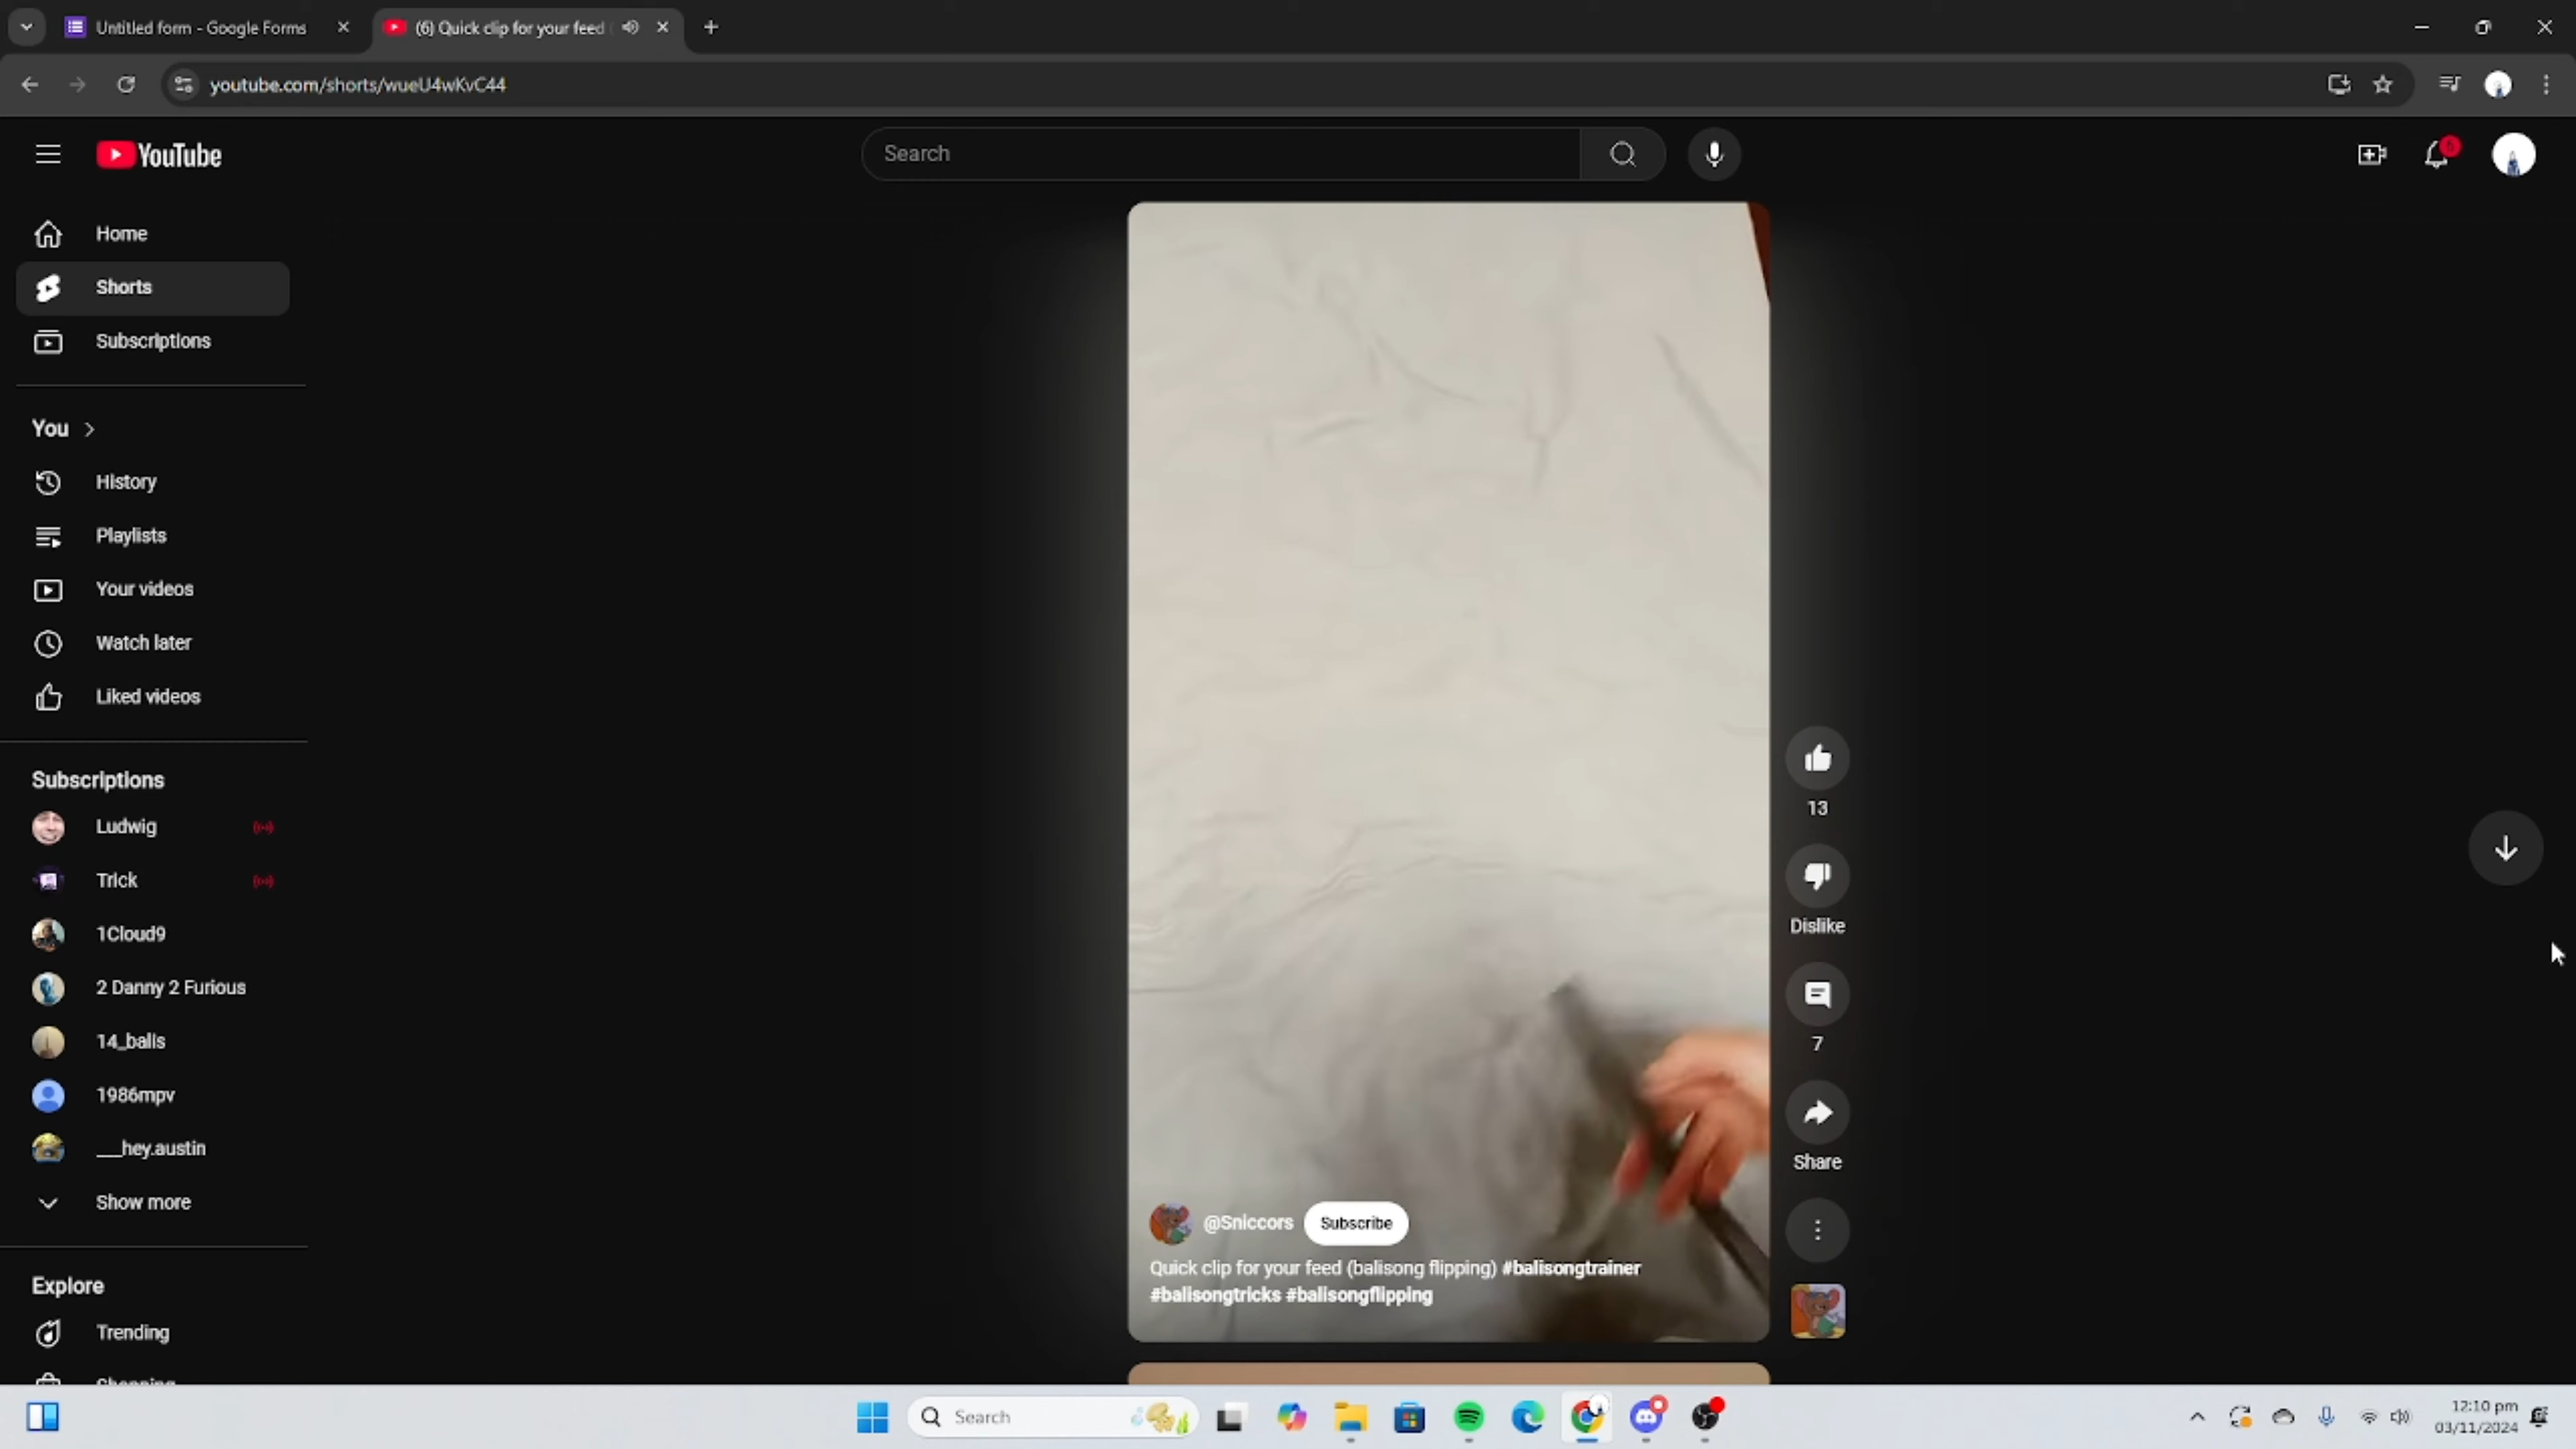 Untitled form - Google Forms
(6) Quick clip for your feed
youtube.com/shorts/wueU4wKvC44
YouTube
Search
6
Home
Shorts
Subscriptions
You
History
Playlists
Your videos
Watch later
Liked videos
Subscriptions
Ludwig
Trick
1Cloud9
2 Danny 2 Furious
14_balls
1986mpv
___hey.austin
Show more
Explore
Trending
Shopping
13
Dislike
7
Share
@Sniccors
Subscribe
Quick clip for your feed (balisong flipping) #balisongtrainer
#balisongtricks #balisongflipping
Search
12:10 pm
03/11/2024